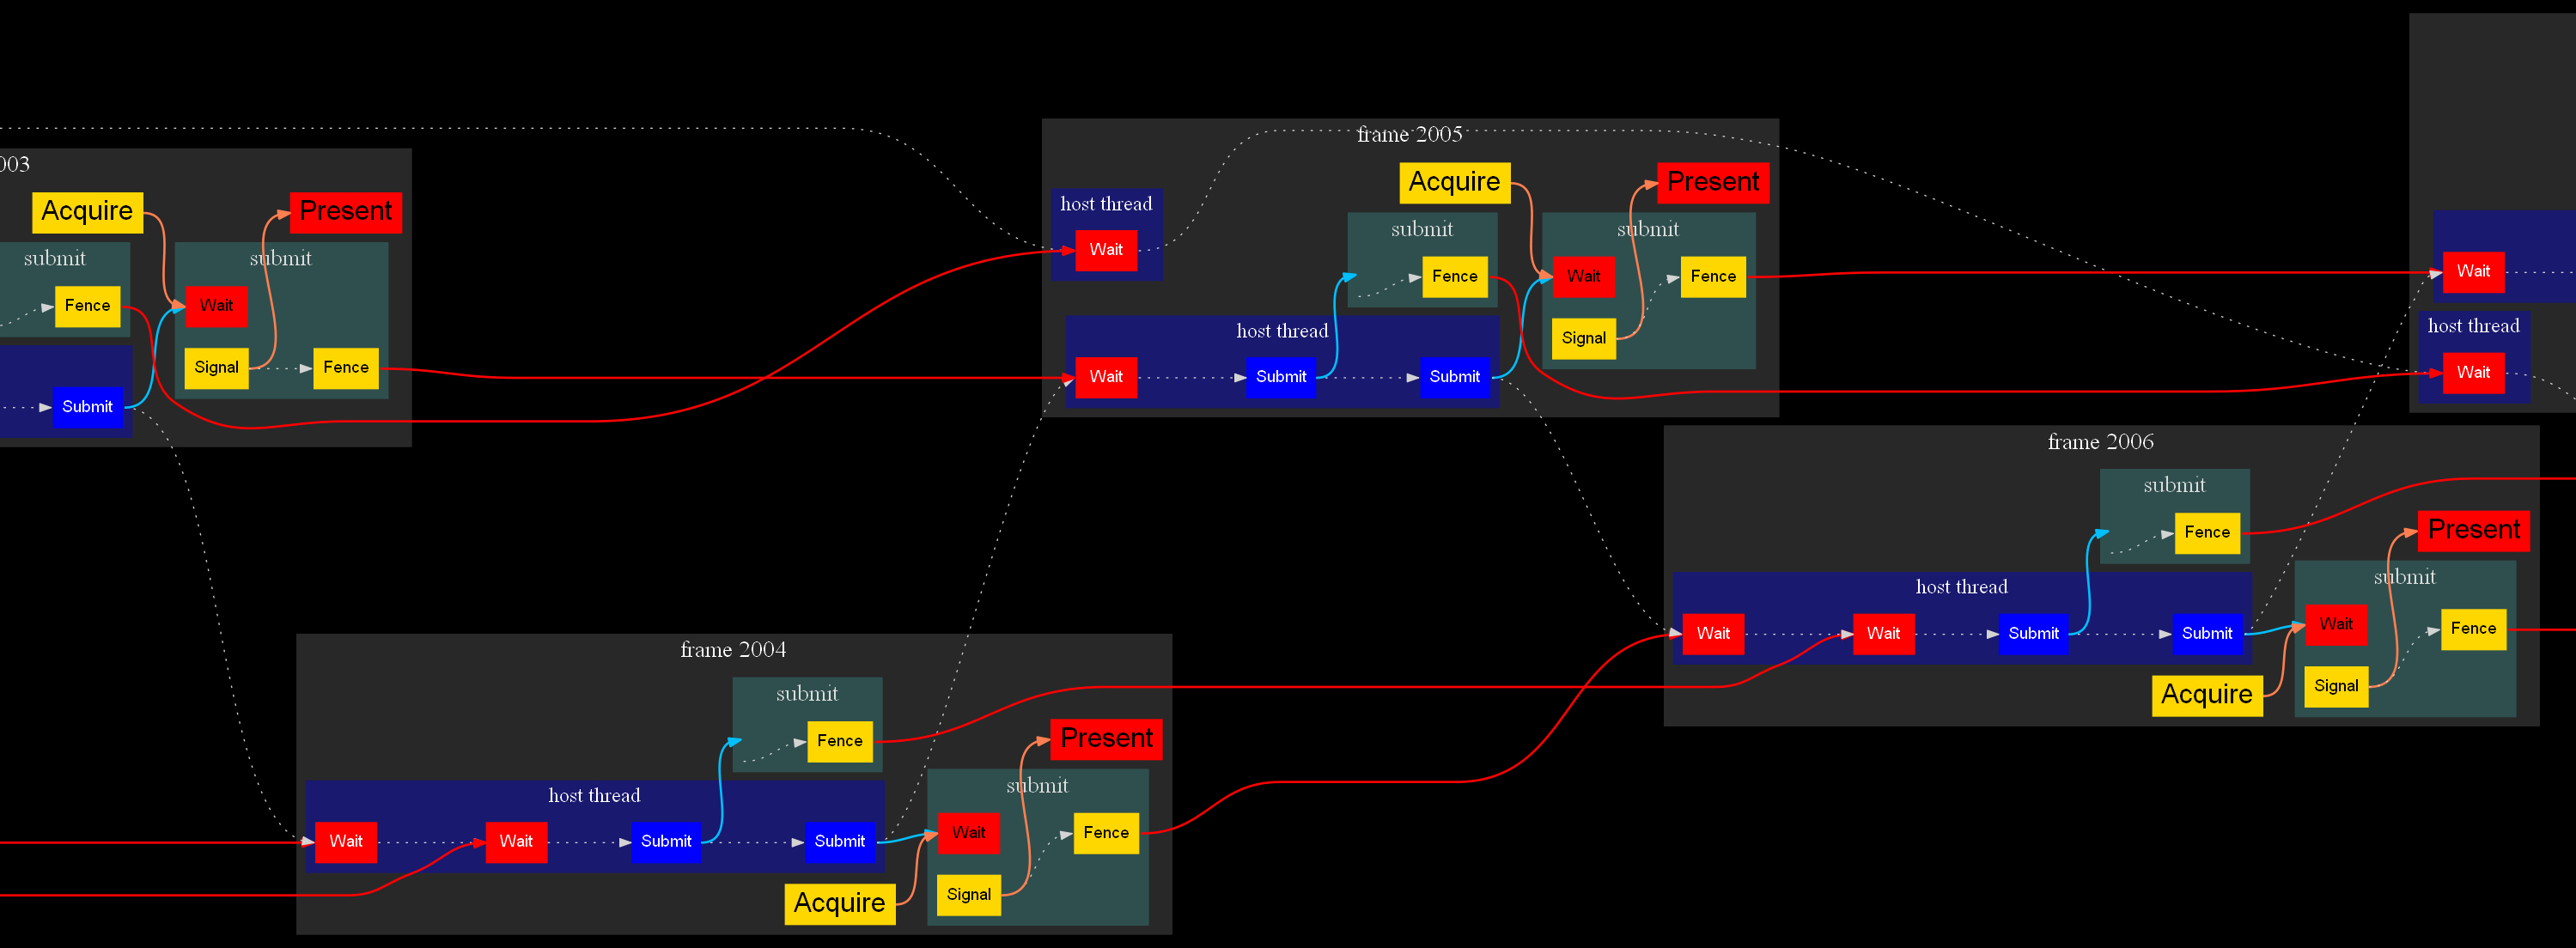 003
Acquire
Present
submit
submit
Fence
Wait
Signal
Fence
Submit
frame 2005
Acquire
Present
host thread
Wait
submit
submit
Fence
Wait
Fence
Signal
host thread
Wait
Submit
Submit
Wait
host thread
Wait
frame 2006
submit
Fence
Present
host thread
submit
Wait
Wait
Submit
Submit
Wait
Fence
Signal
Acquire
frame 2004
submit
Fence
Present
host thread
submit
Wait
Wait
Submit
Submit
Wait
Fence
Signal
Acquire